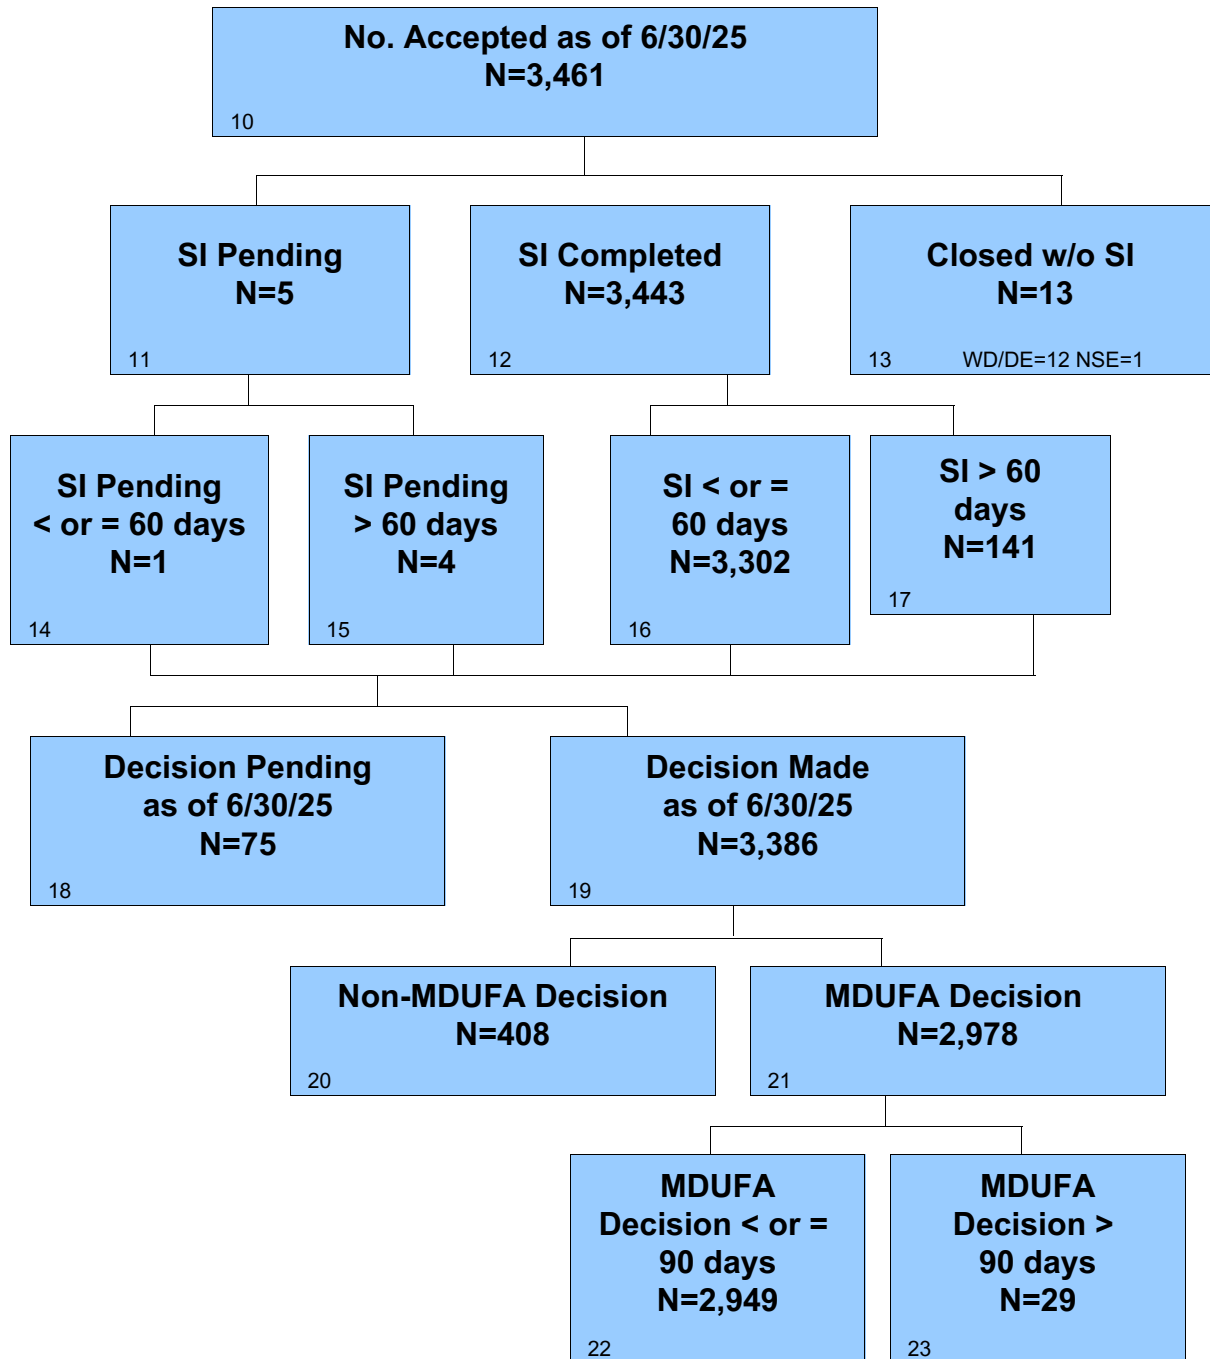 No. Accepted as of 6/30/25
N=3,461
10
SI Pending
N=5
11
SI Completed
N=3,443
12
Closed w/o SI
N=13
13 WD/DE=12 NSE=1
SI Pending
< or = 60 days
N=1
14
SI Pending
> 60 days
N=4
15
SI < or =
60 days
N=3,302
16
SI > 60
days
N=141
17
Decision Pending
as of 6/30/25
N=75
18
Decision Made
as of 6/30/25
N=3,386
19
Non-MDUFA Decision
N=408
20
MDUFA Decision
N=2,978
21
MDUFA
Decision < or =
90 days
N=2,949
22
MDUFA
Decision >
90 days
N=29
23